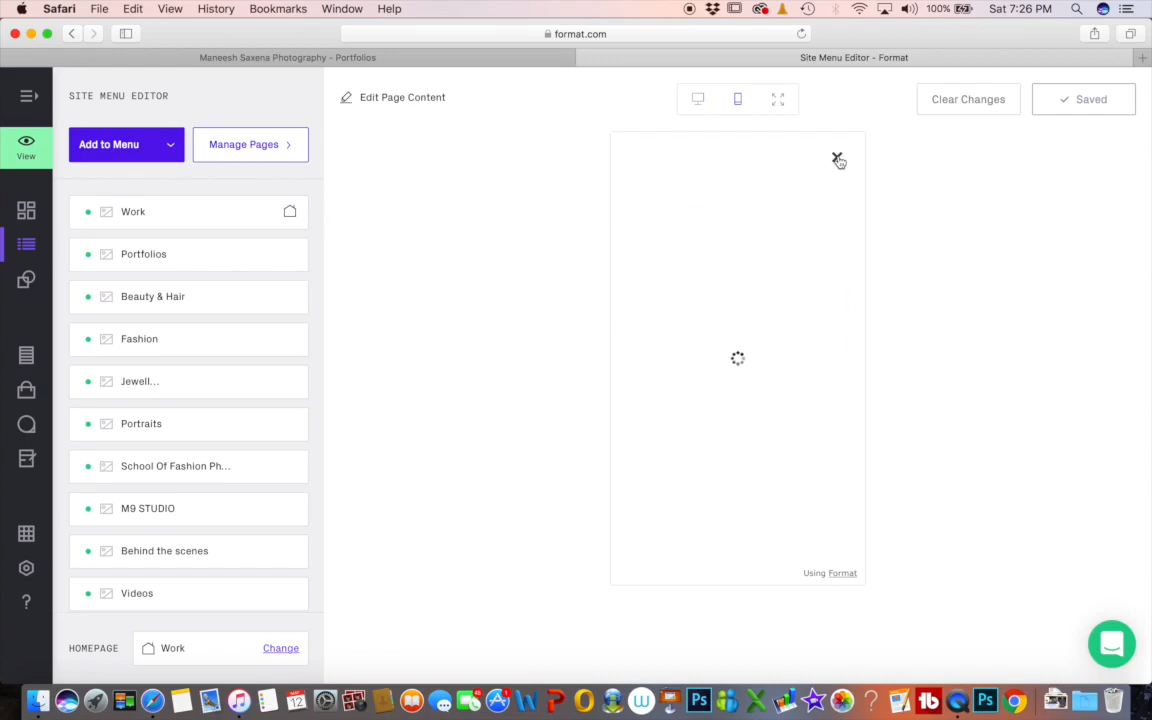 Safari File Edit View History Bookmarks Window Help 100% Sat 7:26 PM
format.com
Maneesh Saxena Photography - Portfolios
Site Menu Editor - Format
SITE MENU EDITOR
Edit Page Content
Clear Changes
Saved
View
Add to Menu
Manage Pages
Work
Portfolios
Beauty & Hair
Fashion
Jewell...
Portraits
School Of Fashion Ph...
M9 STUDIO
Behind the scenes
Videos
Using Format
HOMEPAGE
Work
Change